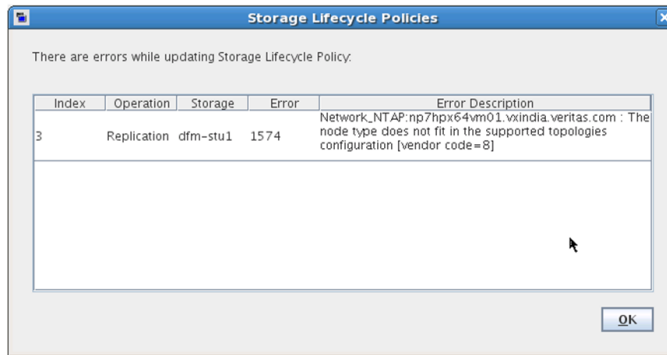 Storage Lifecycle Policies
There are errors while updating Storage Lifecycle Policy:
Index Operation Storage Error Error Description
3 Replication dfm-stu1 1574 Network_NTAP:np7hpx64vm01.vxindia.veritas.com : The
node type does not fit in the supported topologies
configuration [vendor code=8]
OK